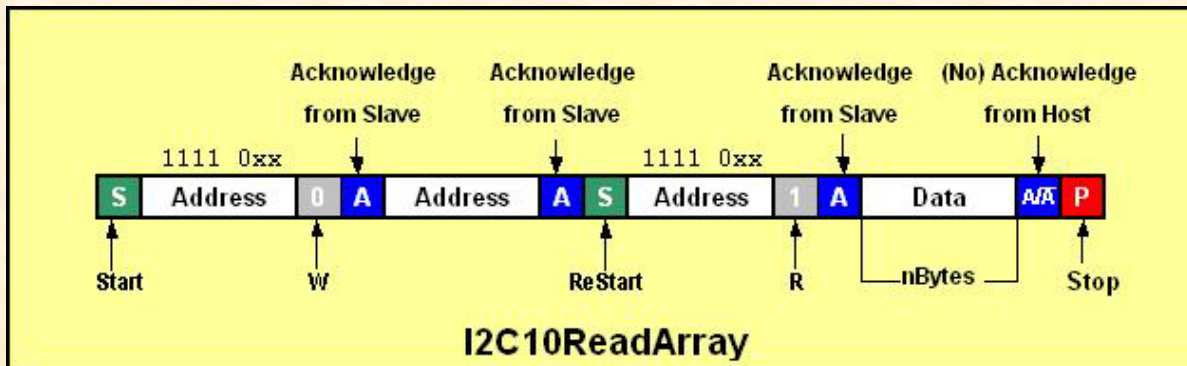 Acknowledge Acknowledge Acknowledge (No) Acknowledge
from Slave from Slave from Slave from Host
1111 0xx 1111 0xx
S Address 0 A Address A S Address 1 A Data A/A̅ P
Start W ReStart R nBytes Stop
I2C10ReadArray